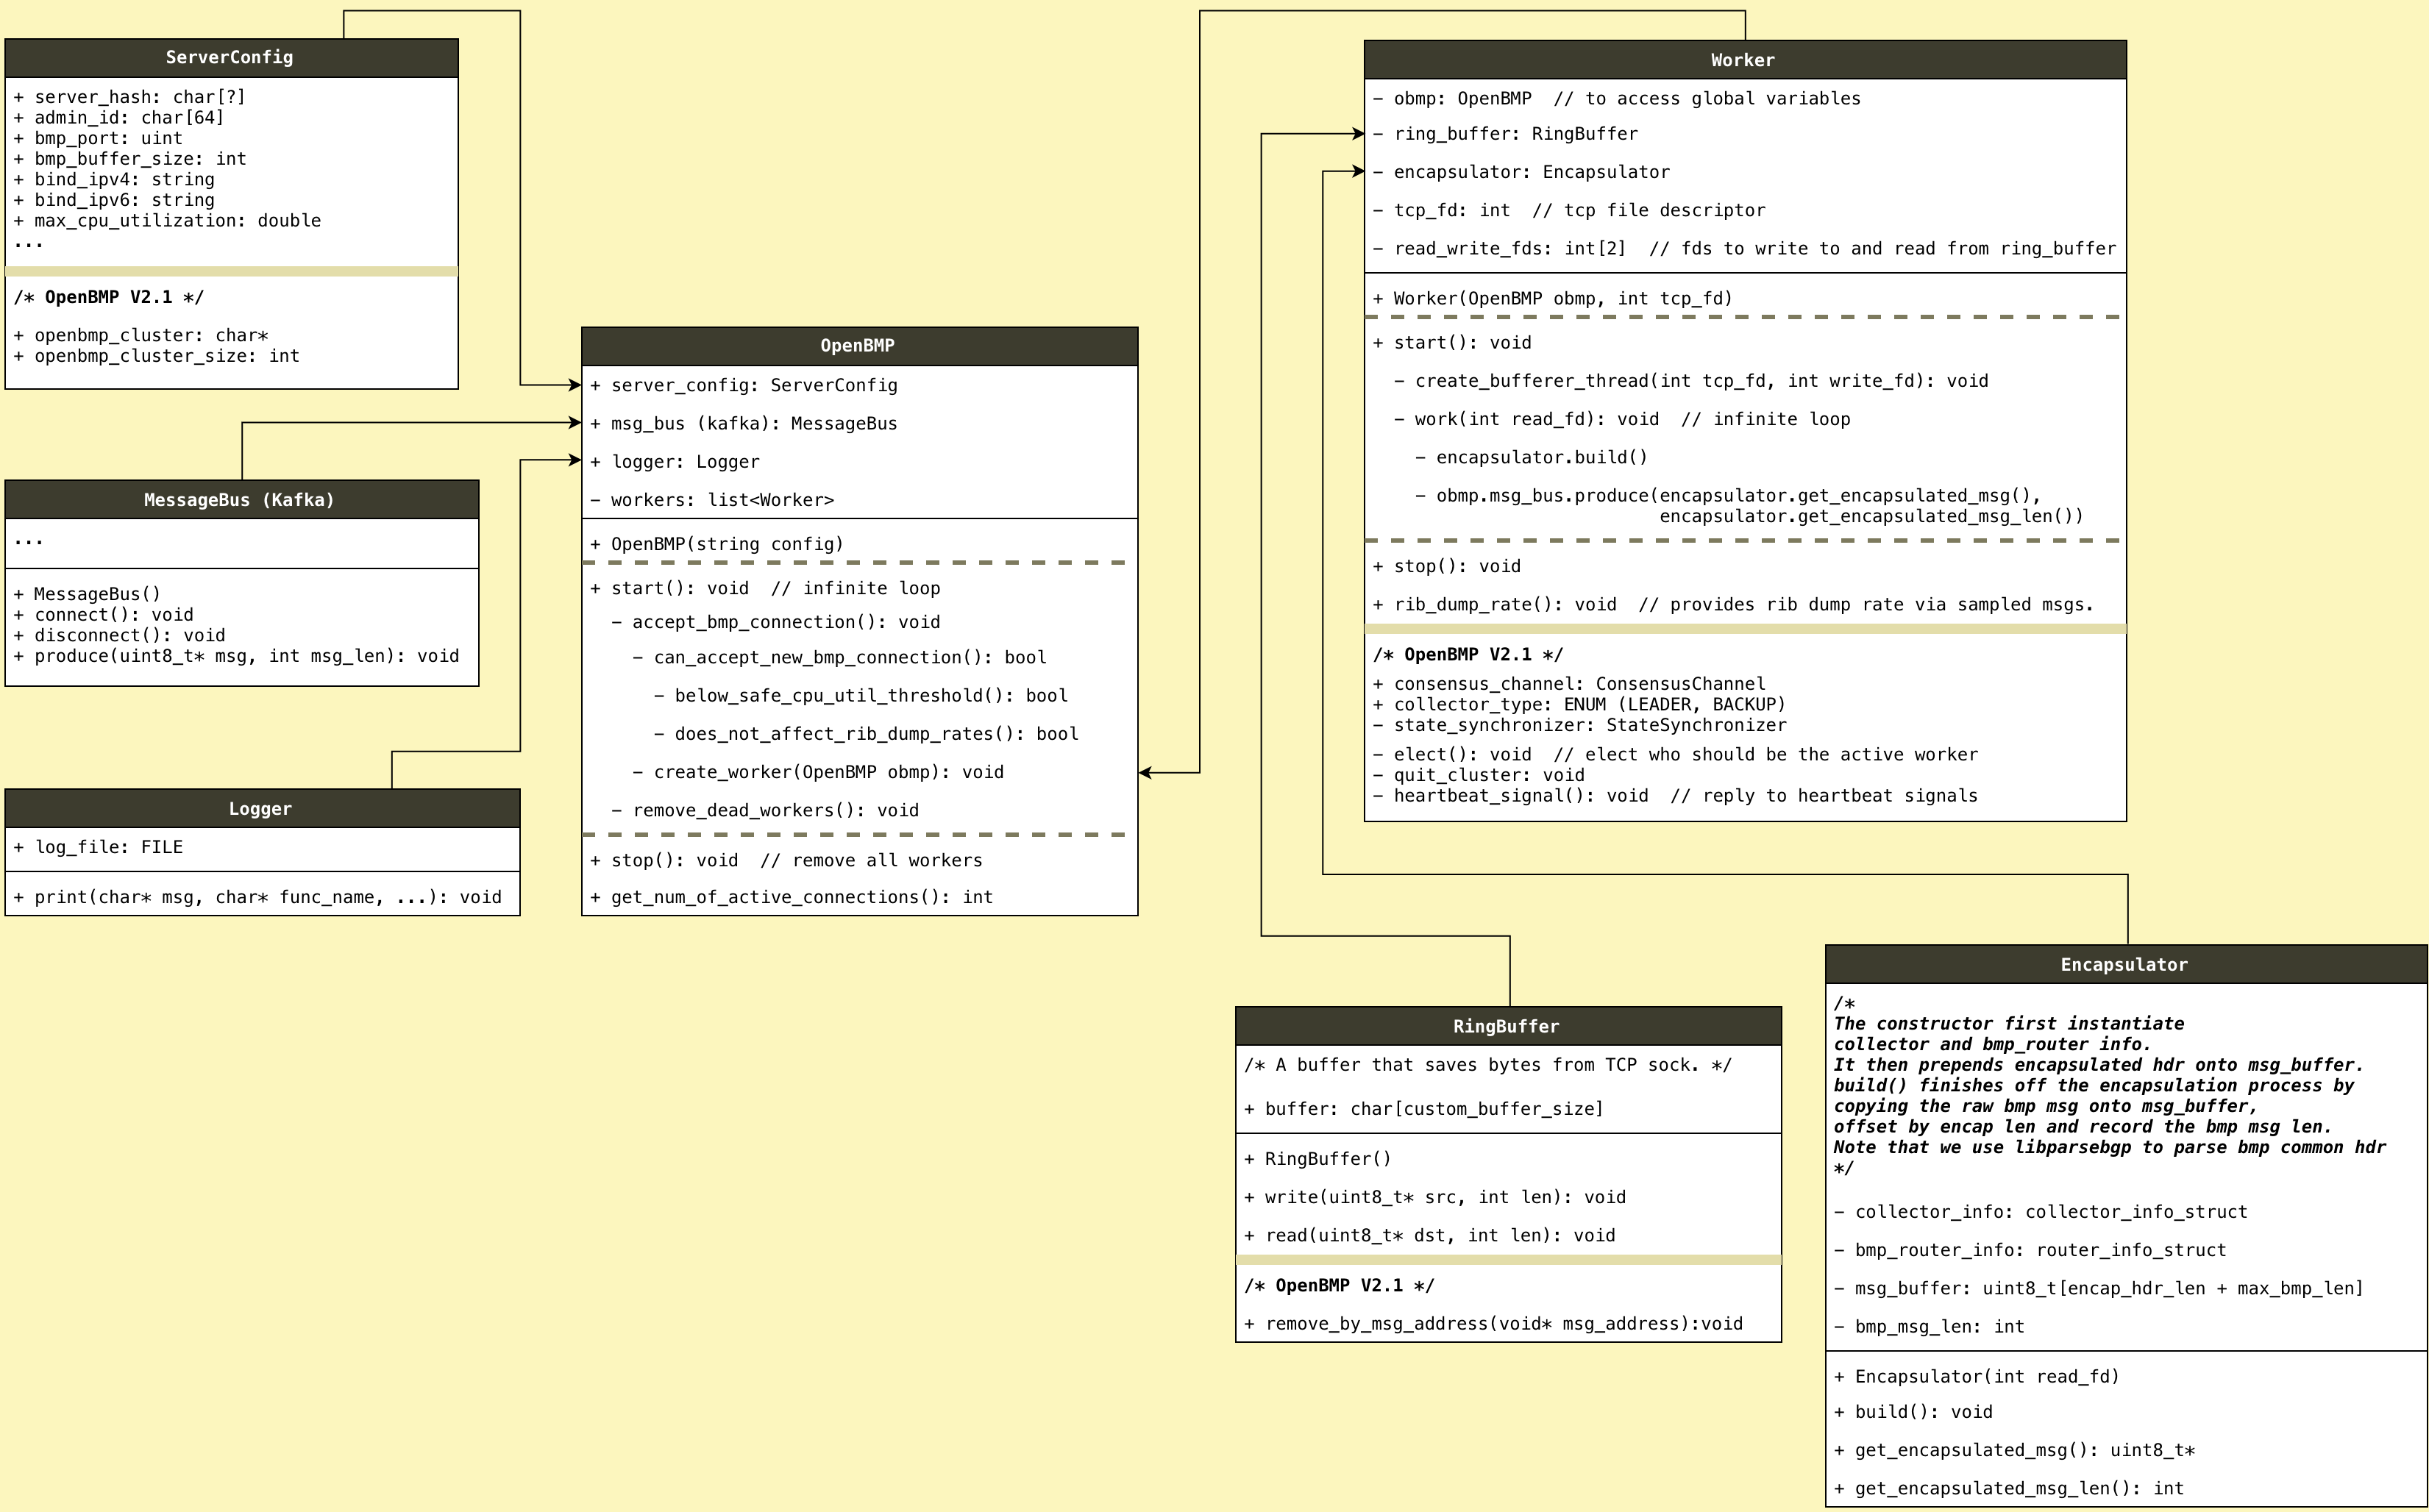 ServerConfig
+ server_hash: char[?]
+ admin_id: char[64]
+ bmp_port: uint
+ bmp_buffer_size: int
+ bind_ipv4: string
+ bind_ipv6: string
+ max_cpu_utilization: double
...
/* OpenBMP V2.1 */
+ openbmp_cluster: char*
+ openbmp_cluster_size: int
MessageBus (Kafka)
...
+ MessageBus()
+ connect(): void
+ disconnect(): void
+ produce(uint8_t* msg, int msg_len): void
Logger
+ log_file: FILE
+ print(char* msg, char* func_name, ...): void
OpenBMP
+ server_config: ServerConfig
+ msg_bus (kafka): MessageBus
+ logger: Logger
− workers: list<Worker>
+ OpenBMP(string config)
+ start(): void  // infinite loop
− accept_bmp_connection(): void
− can_accept_new_bmp_connection(): bool
− below_safe_cpu_util_threshold(): bool
− does_not_affect_rib_dump_rates(): bool
− create_worker(OpenBMP obmp): void
− remove_dead_workers(): void
+ stop(): void  // remove all workers
+ get_num_of_active_connections(): int
Worker
− obmp: OpenBMP  // to access global variables
− ring_buffer: RingBuffer
− encapsulator: Encapsulator
− tcp_fd: int  // tcp file descriptor
− read_write_fds: int[2]  // fds to write to and read from ring_buffer
+ Worker(OpenBMP obmp, int tcp_fd)
+ start(): void
− create_bufferer_thread(int tcp_fd, int write_fd): void
− work(int read_fd): void  // infinite loop
− encapsulator.build()
− obmp.msg_bus.produce(encapsulator.get_encapsulated_msg(),
encapsulator.get_encapsulated_msg_len())
+ stop(): void
+ rib_dump_rate(): void  // provides rib dump rate via sampled msgs.
/* OpenBMP V2.1 */
+ consensus_channel: ConsensusChannel
+ collector_type: ENUM (LEADER, BACKUP)
− state_synchronizer: StateSynchronizer
− elect(): void  // elect who should be the active worker
− quit_cluster: void
− heartbeat_signal(): void  // reply to heartbeat signals
RingBuffer
/* A buffer that saves bytes from TCP sock. */
+ buffer: char[custom_buffer_size]
+ RingBuffer()
+ write(uint8_t* src, int len): void
+ read(uint8_t* dst, int len): void
/* OpenBMP V2.1 */
+ remove_by_msg_address(void* msg_address):void
Encapsulator
/*
The constructor first instantiate
collector and bmp_router info.
It then prepends encapsulated hdr onto msg_buffer.
build() finishes off the encapsulation process by
copying the raw bmp msg onto msg_buffer,
offset by encap len and record the bmp msg len.
Note that we use libparsebgp to parse bmp common hdr
*/
− collector_info: collector_info_struct
− bmp_router_info: router_info_struct
− msg_buffer: uint8_t[encap_hdr_len + max_bmp_len]
− bmp_msg_len: int
+ Encapsulator(int read_fd)
+ build(): void
+ get_encapsulated_msg(): uint8_t*
+ get_encapsulated_msg_len(): int